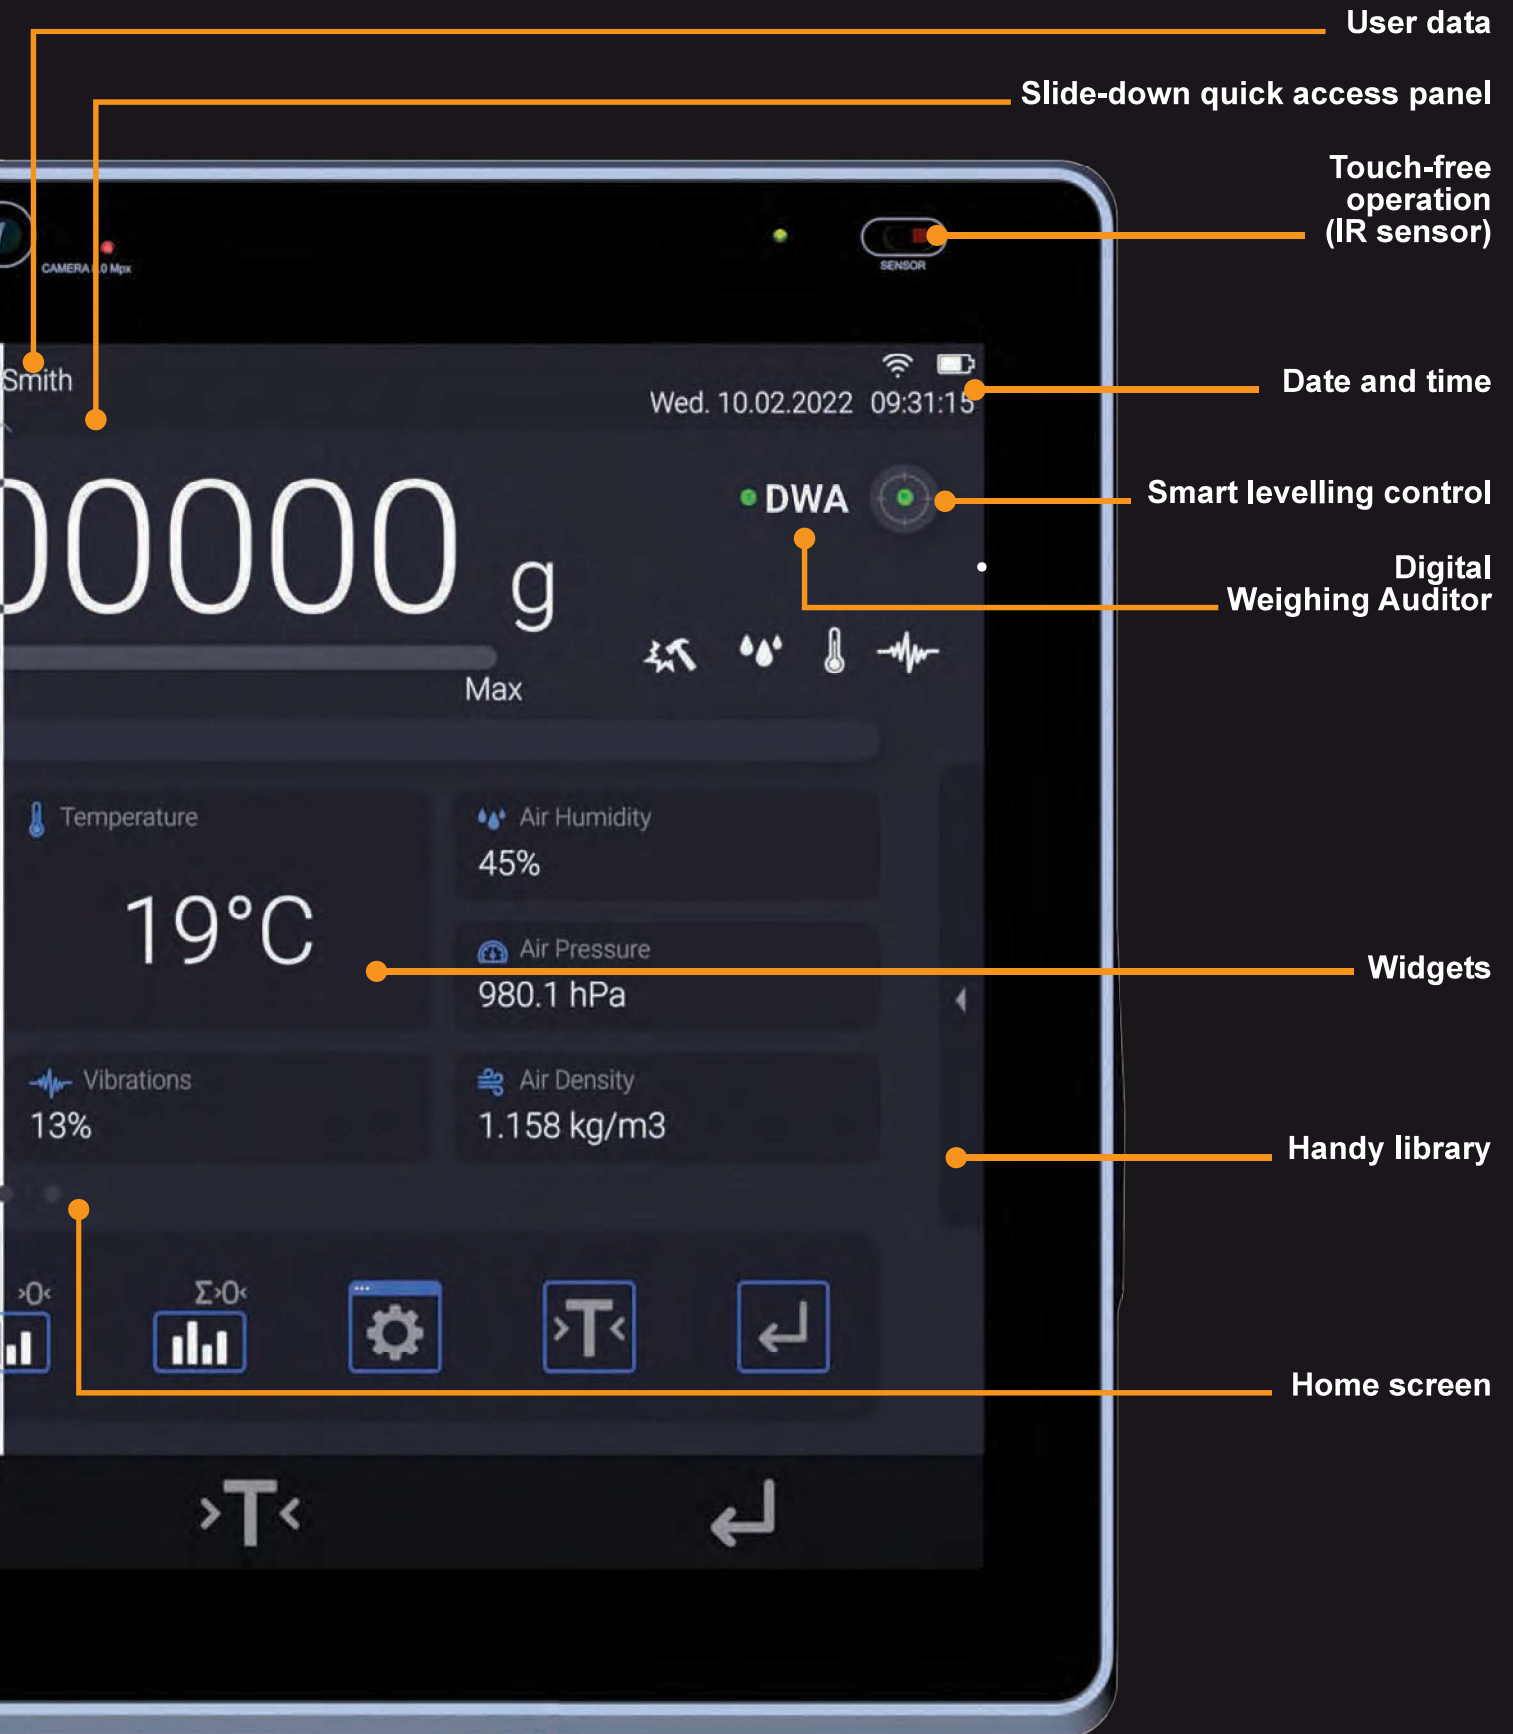 User data
Slide-down quick access panel
Touch-free
operation
(IR sensor)
SENSOR
Smith
Wed. 10.02.2022 09:31:15
Date and time
DWA
Smart levelling control
00000 g
Digital
Weighing Auditor
Max
Temperature
19°C
Air Humidity
45%
Air Pressure
980.1 hPa
Widgets
Vibrations
13%
Air Density
1.158 kg/m3
Handy library
>0<
Σ>0<
>T<
Home screen
>T<